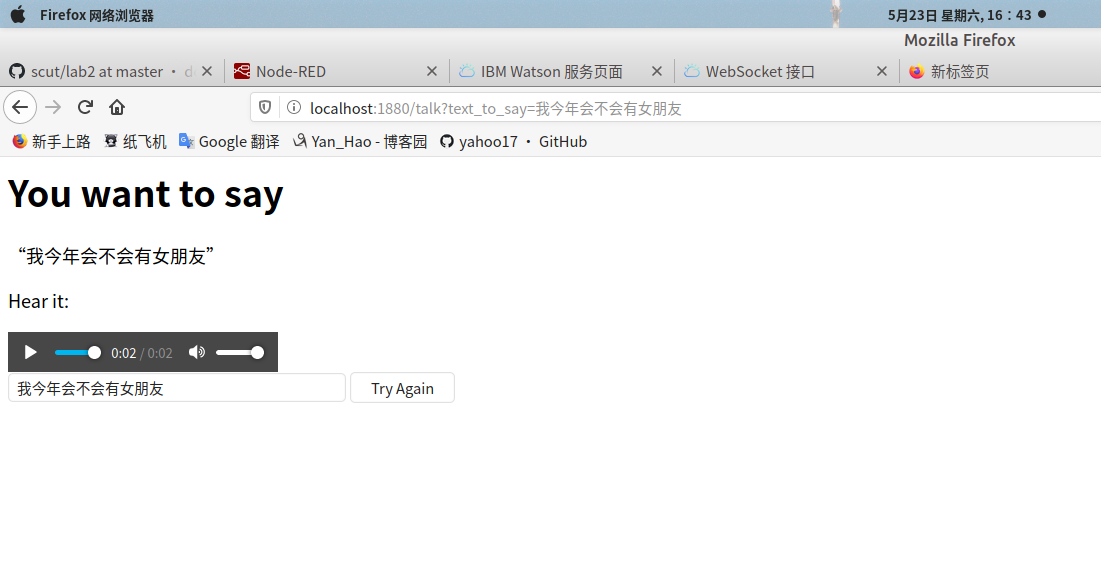 Firefox 网络浏览器 5月23日 星期六, 16：43
Mozilla Firefox
scut/lab2 at master · d Node-RED IBM Watson 服务页面 WebSocket 接口 新标签页
localhost:1880/talk?text_to_say=我今年会不会有女朋友
新手上路 纸飞机 Google 翻译 Yan_Hao - 博客园 yahoo17 · GitHub
You want to say
“我今年会不会有女朋友”
Hear it:
0:02 / 0:02
我今年会不会有女朋友 Try Again